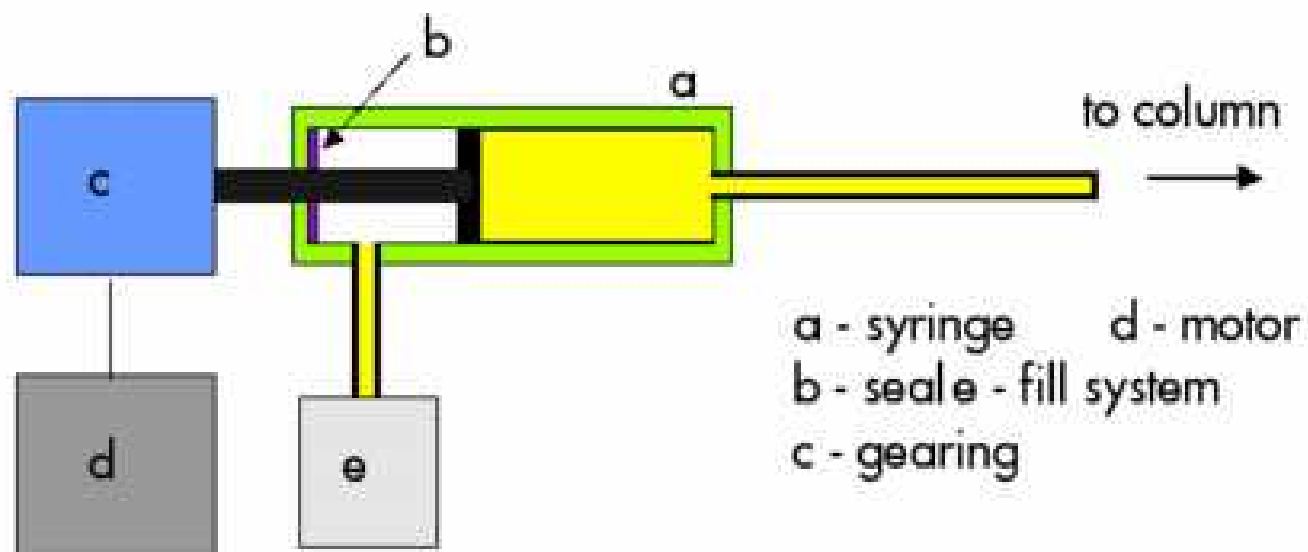 b
a
to column
c
a - syringe d - motor
b - seal e - fill system
c - gearing
d
e